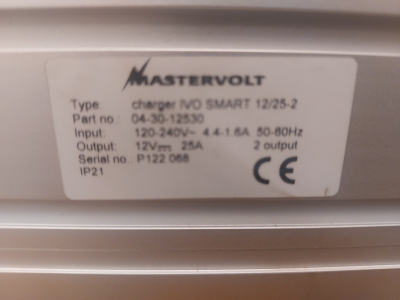 MASTERVOLT
Type: charger IVO SMART 12/25-2
Part no.: 04-30-12530
Input: 120-240V~ 4.4-1.6A 50-60Hz
Output: 12V⎓ 25A 2 output
Serial no.: P122 068
IP21 CE